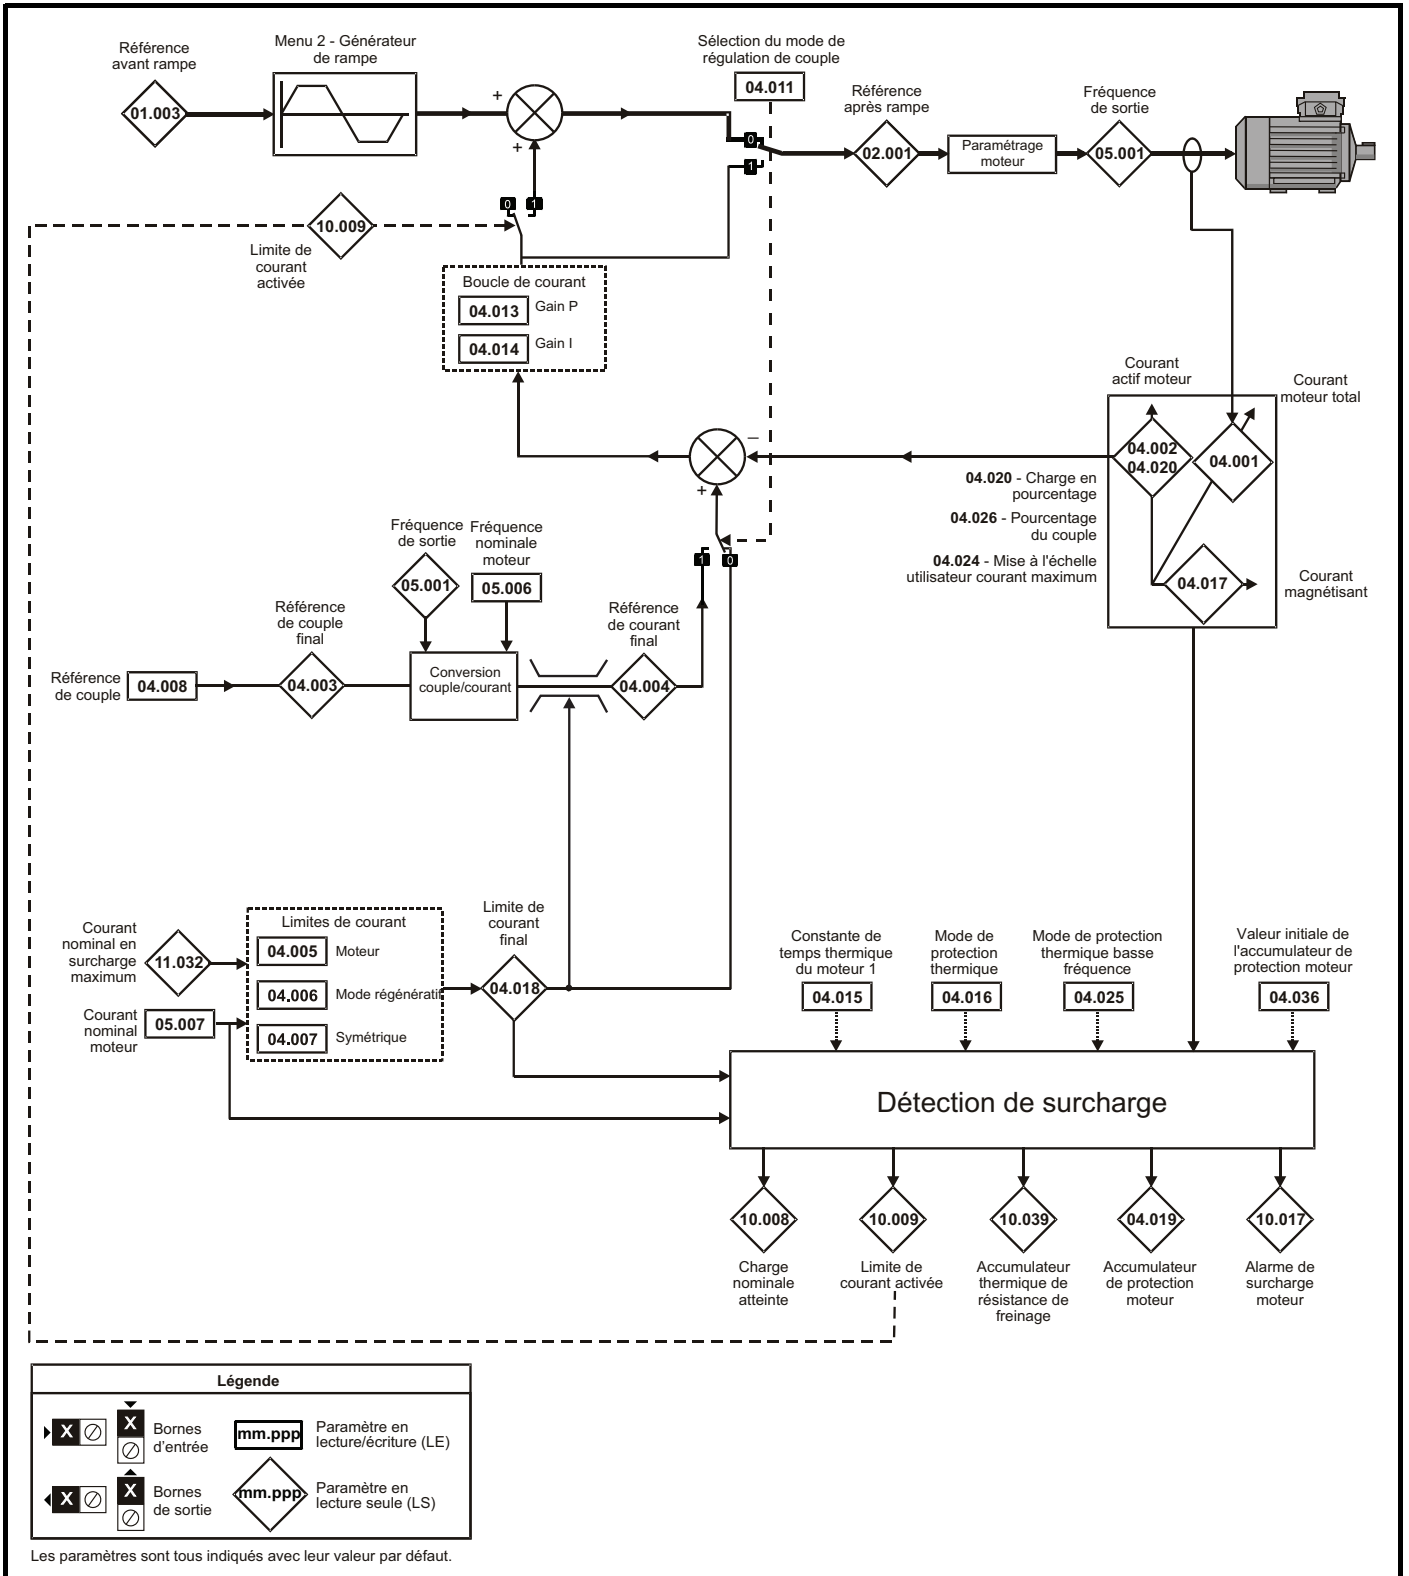 Référence
avant rampe
01.003
Menu 2 - Générateur
de rampe
+
+
Sélection du mode de
régulation de couple
04.011
0
1
Référence
après rampe
02.001
Paramétrage
moteur
Fréquence
de sortie
05.001
0
1
10.009
Limite de
courant
activée
Boucle de courant
04.013
Gain P
04.014
Gain I
Courant
actif moteur
Courant
moteur total
04.002
04.020
04.001
04.017
Courant
magnétisant
–
+
04.020 - Charge en
pourcentage
04.026 - Pourcentage
du couple
04.024 - Mise à l'échelle
utilisateur courant maximum
1
0
Fréquence
de sortie
05.001
Fréquence
nominale
moteur
05.006
Référence
de couple
04.008
Référence
de couple
final
04.003
Conversion
couple/courant
Référence
de courant
final
04.004
Courant
nominal en
surcharge
maximum
11.032
Courant
nominal
moteur
05.007
Limites de courant
04.005
Moteur
04.006
Mode régénératif
04.007
Symétrique
Limite de
courant
final
04.018
Constante de
temps thermique
du moteur 1
04.015
Mode de
protection
thermique
04.016
Mode de protection
thermique basse
fréquence
04.025
Valeur initiale de
l'accumulateur de
protection moteur
04.036
Détection de surcharge
10.008
Charge
nominale
atteinte
10.009
Limite de
courant activée
10.039
Accumulateur
thermique de
résistance de
freinage
04.019
Accumulateur
de protection
moteur
10.017
Alarme de
surcharge
moteur
Légende
X
X
Bornes
d'entrée
mm.ppp
Paramètre en
lecture/écriture (LE)
X
X
Bornes
de sortie
mm.ppp
Paramètre en
lecture seule (LS)
Les paramètres sont tous indiqués avec leur valeur par défaut.